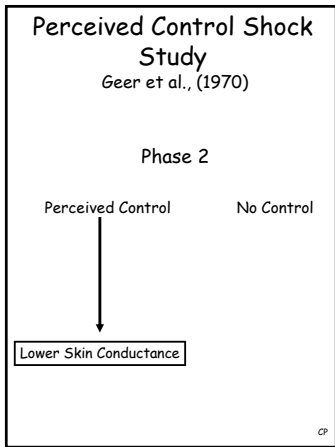 Perceived Control Shock
Study
Geer et al., (1970)
Phase 2
Perceived Control No Control
Lower Skin Conductance
CP